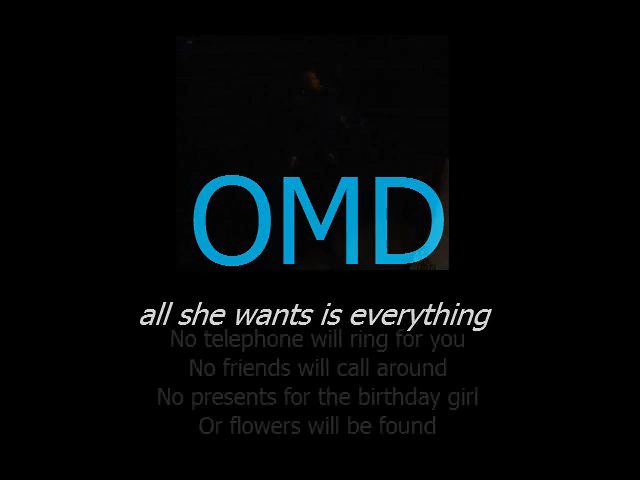 OMD
all she wants is everything
No telephone will ring for you
No friends will call around
No presents for the birthday girl
Or flowers will be found